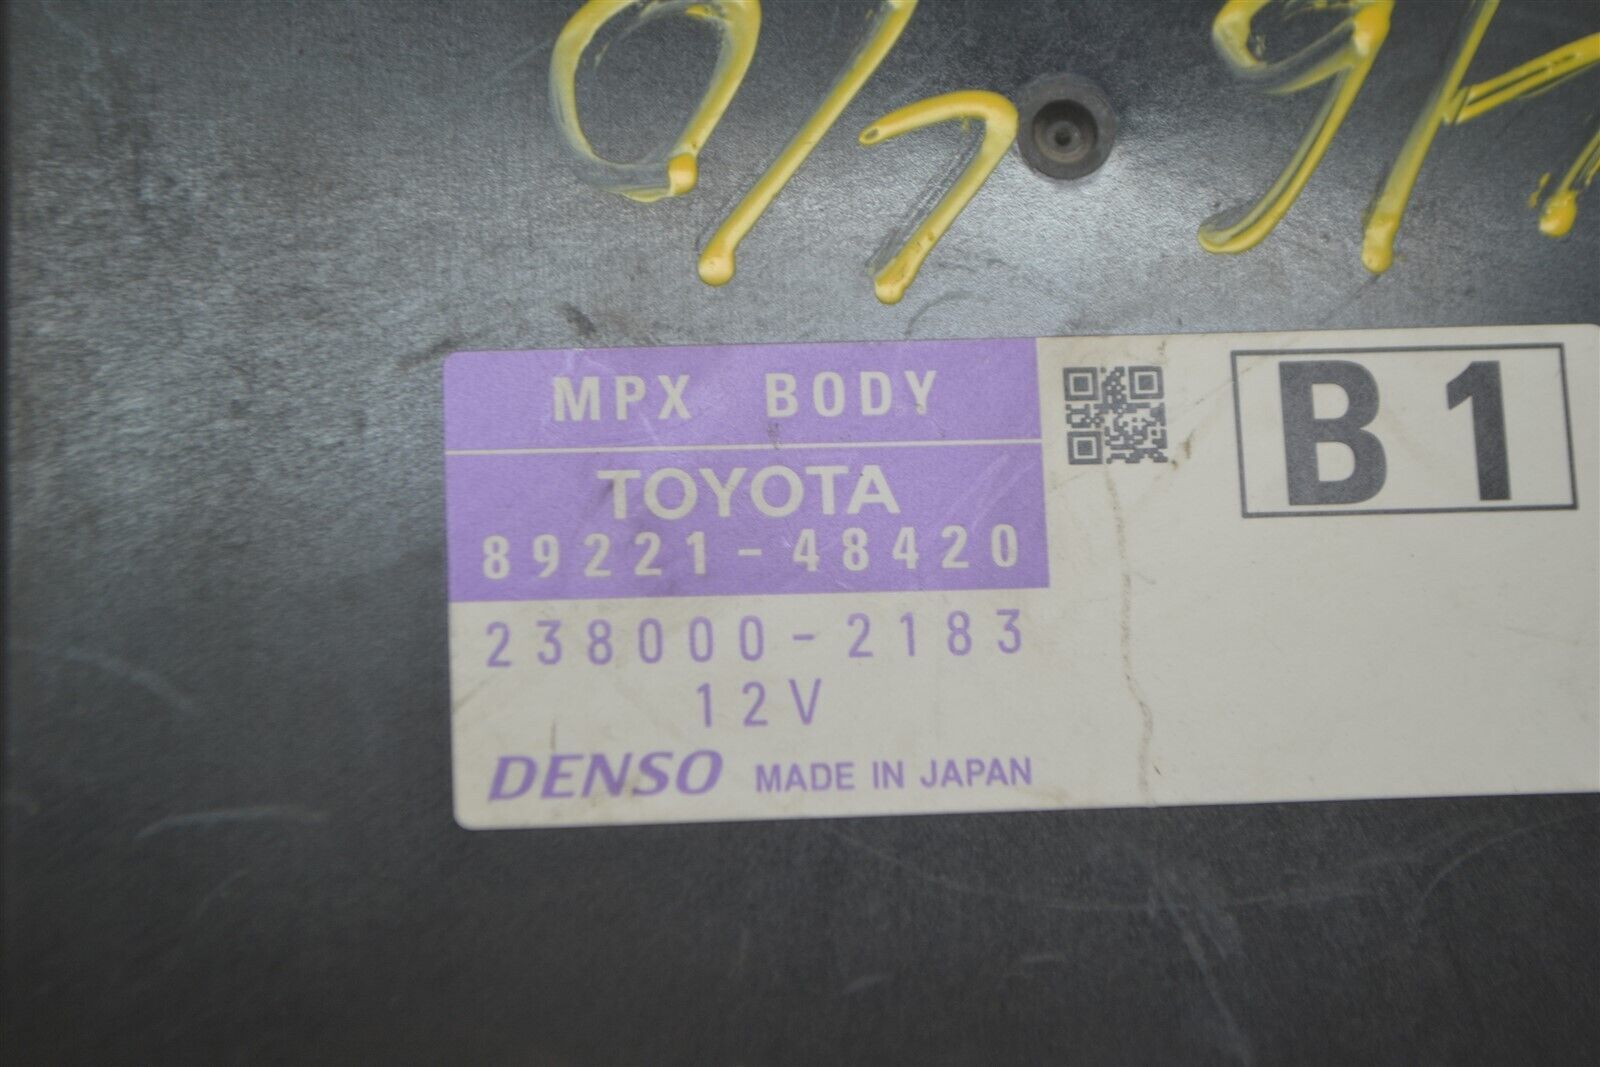 MPX BODY
TOYOTA
89221-48420
238000-2183
12V
DENSO MADE IN JAPAN
B1